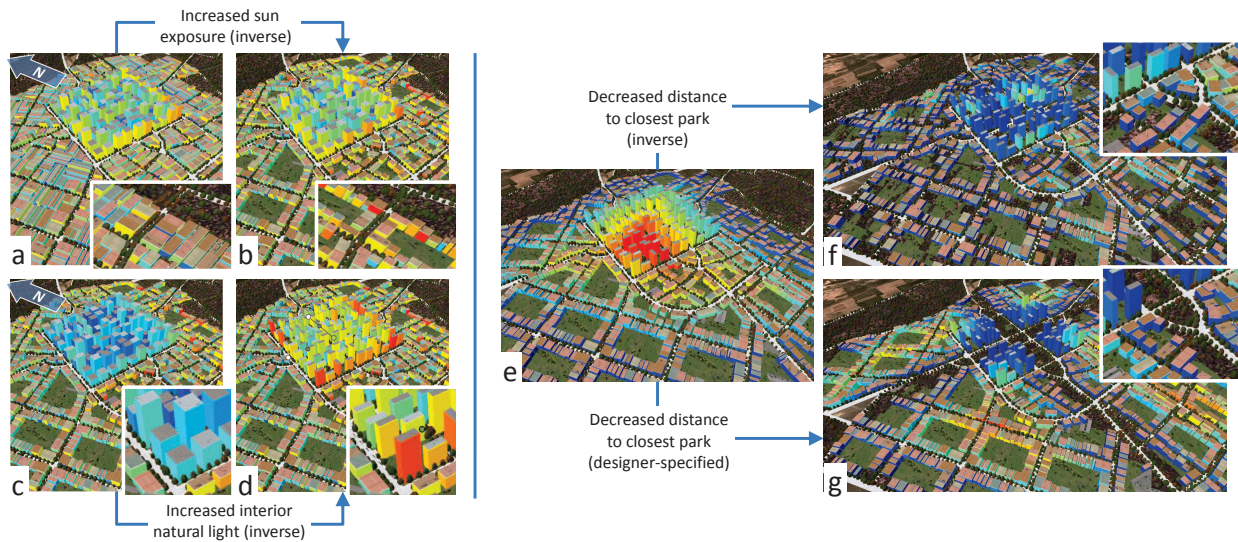 Increased sun
exposure (inverse)
N
a
b
N
c
d
Increased interior
natural light (inverse)
Decreased distance
to closest park
(inverse)
e
Decreased distance
to closest park
(designer-specified)
f
g